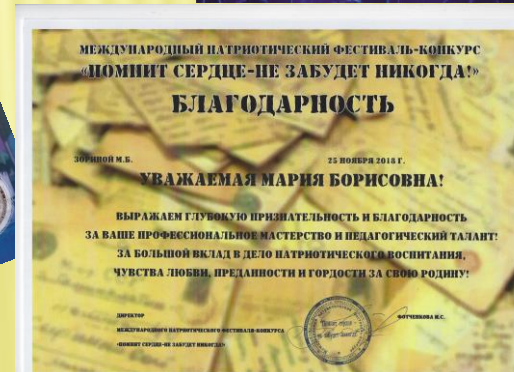 МЕЖДУНАРОДНЫЙ ПАТРИОТИЧЕСКИЙ ФЕСТИВАЛЬ-КОНКУРС
«ПОМНИТ СЕРДЦЕ-НЕ ЗАБУДЕТ НИКОГДА!»
БЛАГОДАРНОСТЬ
ЗОРИНОЙ М.Б. 25 НОЯБРЯ 2018 Г.
УВАЖАЕМАЯ МАРИЯ БОРИСОВНА!
ВЫРАЖАЕМ ГЛУБОКУЮ ПРИЗНАТЕЛЬНОСТЬ И БЛАГОДАРНОСТЬ
ЗА ВАШЕ ПРОФЕССИОНАЛЬНОЕ МАСТЕРСТВО И ПЕДАГОГИЧЕСКИЙ ТАЛАНТ!
ЗА БОЛЬШОЙ ВКЛАД В ДЕЛО ПАТРИОТИЧЕСКОГО ВОСПИТАНИЯ,
ЧУВСТВА ЛЮБВИ, ПРЕДАННОСТИ И ГОРДОСТИ ЗА СВОЮ РОДИНУ!
ДИРЕКТОР
МЕЖДУНАРОДНОГО ПАТРИОТИЧЕСКОГО ФЕСТИВАЛЯ-КОНКУРСА
«ПОМНИТ СЕРДЦЕ-НЕ ЗАБУДЕТ НИКОГДА»
ФОТЧЕНКОВА И.С.